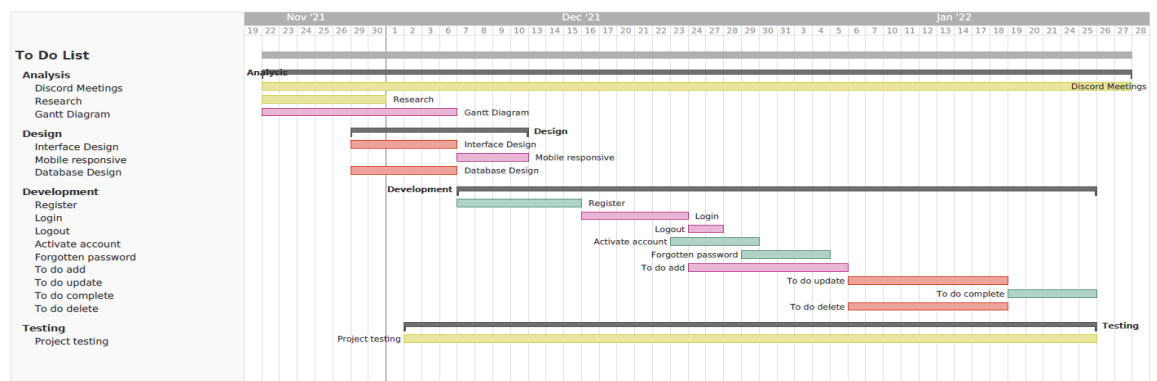 Nov '21 Dec '21 Jan '22
19 22 23 24 25 26 29 30 1 2 3 6 7 8 9 10 13 14 15 16 17 20 21 22 23 24 27 28 29 30 31 3 4 5 6 7 10 11 12 13 14 17 18 19 20 21 24 25 26 27 28
To Do List
Analysis Analysis
Discord Meetings Discord Meetings
Research Research
Gantt Diagram Gantt Diagram
Design Design
Interface Design Interface Design
Mobile responsive Mobile responsive
Database Design Database Design
Development Development
Register Register
Login Login
Logout Logout
Activate account Activate account
Forgotten password Forgotten password
To do add To do add
To do update To do update
To do complete To do complete
To do delete To do delete
Testing Testing
Project testing Project testing